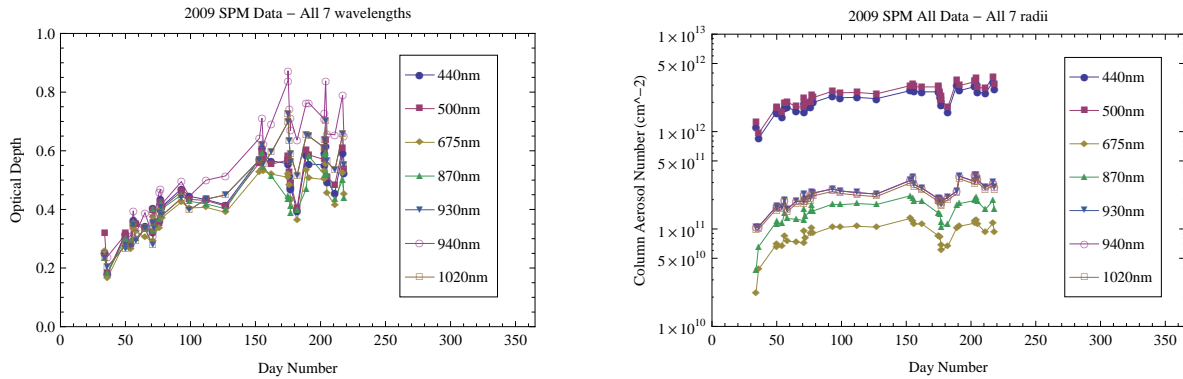 2009 SPM Data − All 7 wavelengths
Optical Depth
1.0
0.8
0.6
0.4
0.2
0.0
0 50 100 150 200 250 300 350
Day Number
440nm
500nm
675nm
870nm
930nm
940nm
1020nm
2009 SPM All Data − All 7 radii
Column Aerosol Number (cm^−2)
1 × 10^13
5 × 10^12
1 × 10^12
5 × 10^11
1 × 10^11
5 × 10^10
1 × 10^10
0 50 100 150 200 250 300 350
Day Number
440nm
500nm
675nm
870nm
930nm
940nm
1020nm